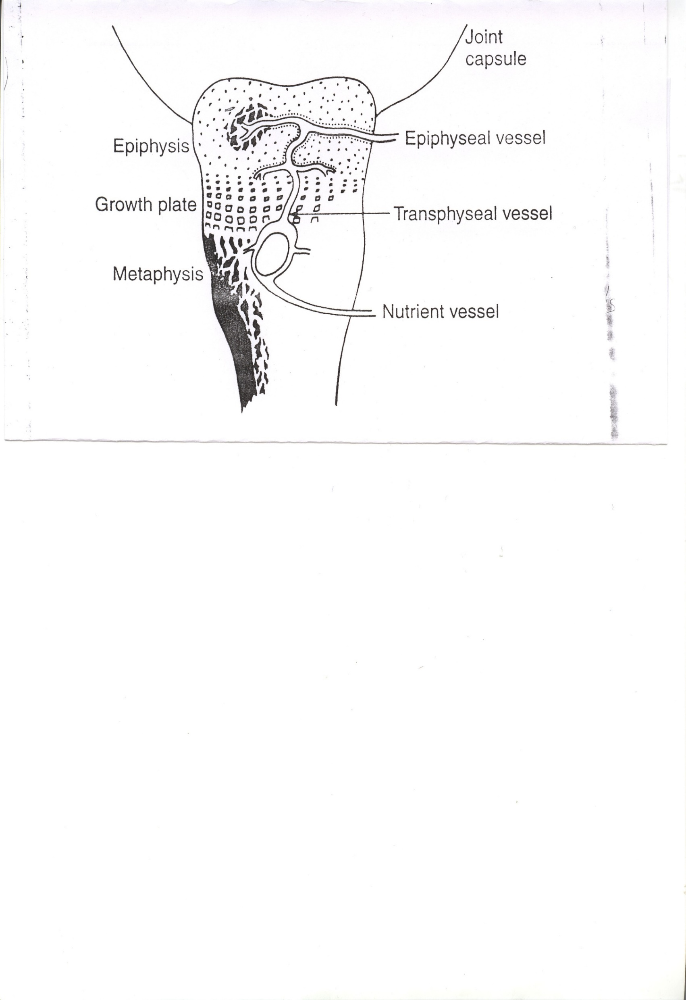 Joint
capsule
Epiphysis
Epiphyseal vessel
Growth plate
Transphyseal vessel
Metaphysis
Nutrient vessel